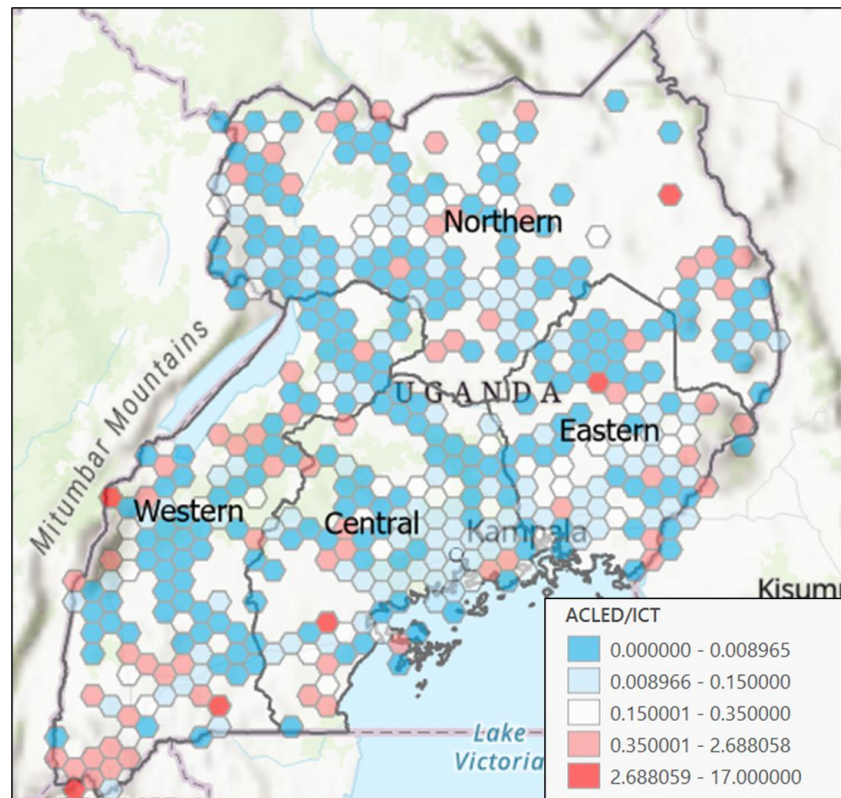 Northern
Mitumbar Mountains
UGANDA
Eastern
Western
Central
Kampala
Kisum
ACLED/ICT
0.000000 - 0.008965
0.008966 - 0.150000
0.150001 - 0.350000
0.350001 - 2.688058
2.688059 - 17.000000
Lake
Victoria